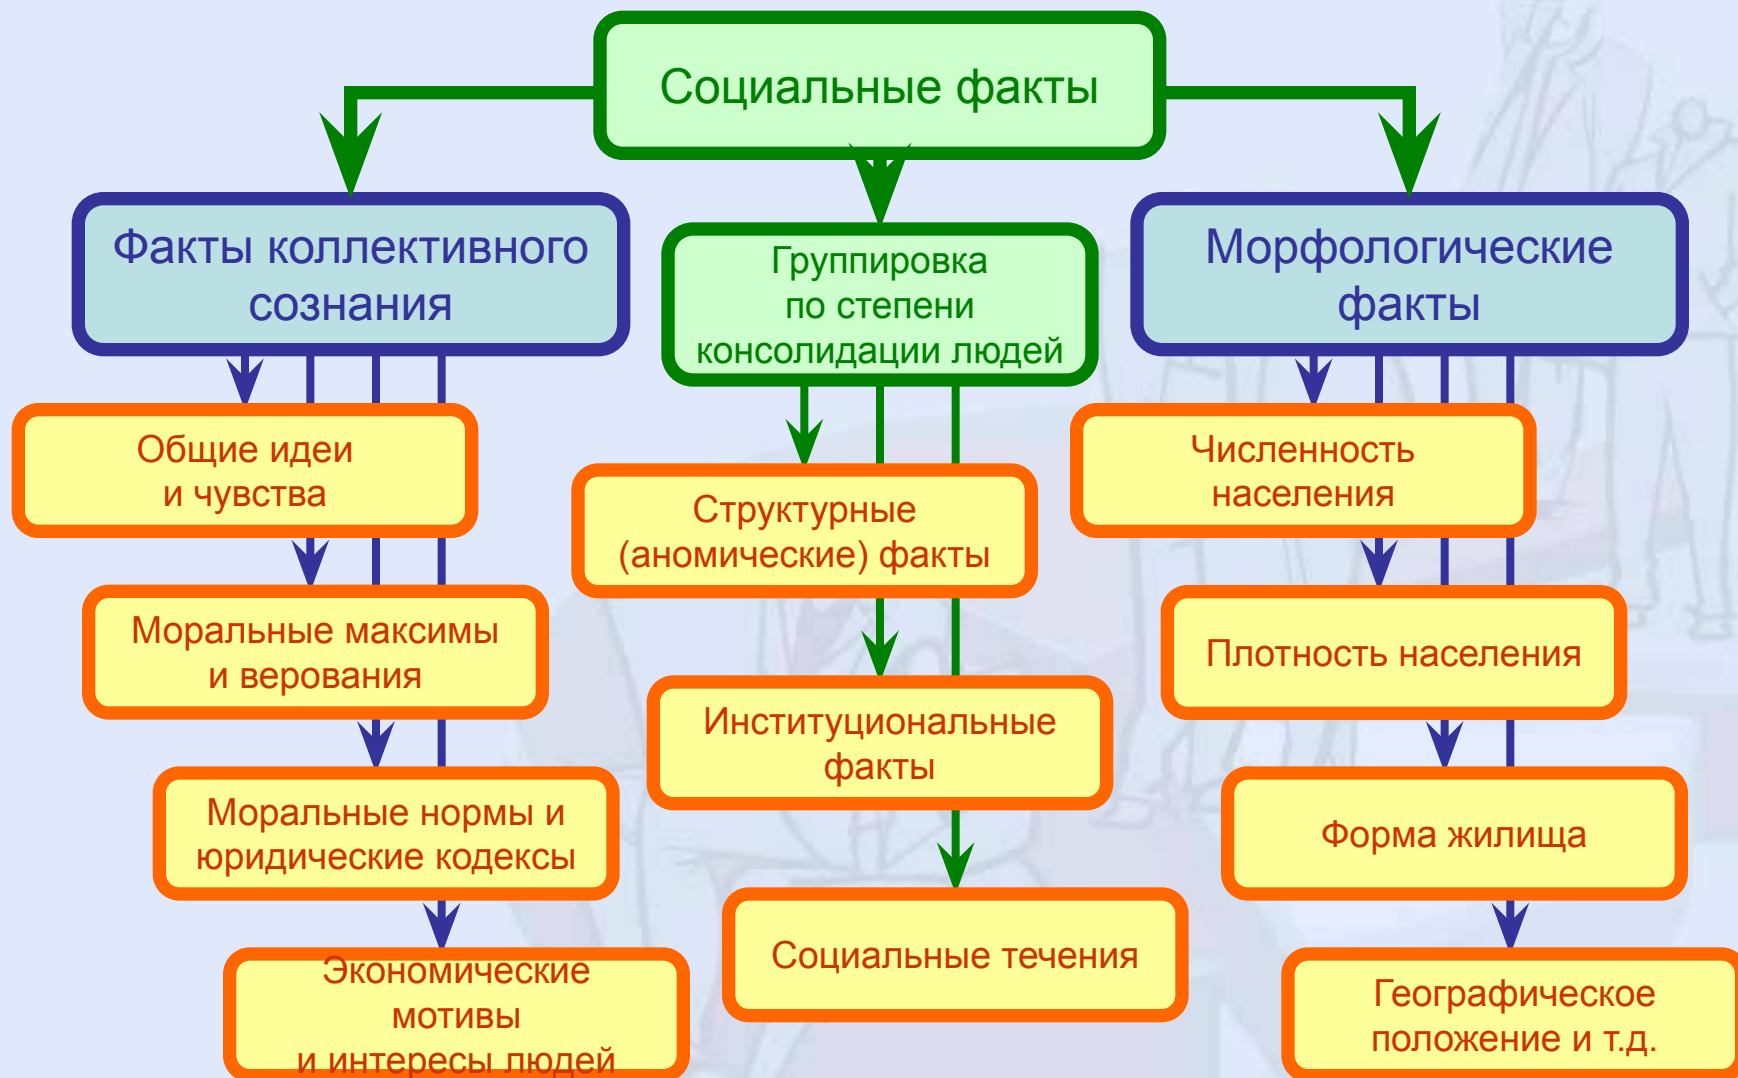 Социальные факты
Факты коллективного
сознания
Группировка
по степени
консолидации людей
Морфологические
факты
Общие идеи
и чувства
Моральные максимы
и верования
Моральные нормы и
юридические кодексы
Экономические
мотивы
и интересы людей
Структурные
(аномические) факты
Институциональные
факты
Социальные течения
Численность
населения
Плотность населения
Форма жилища
Географическое
положение и т.д.